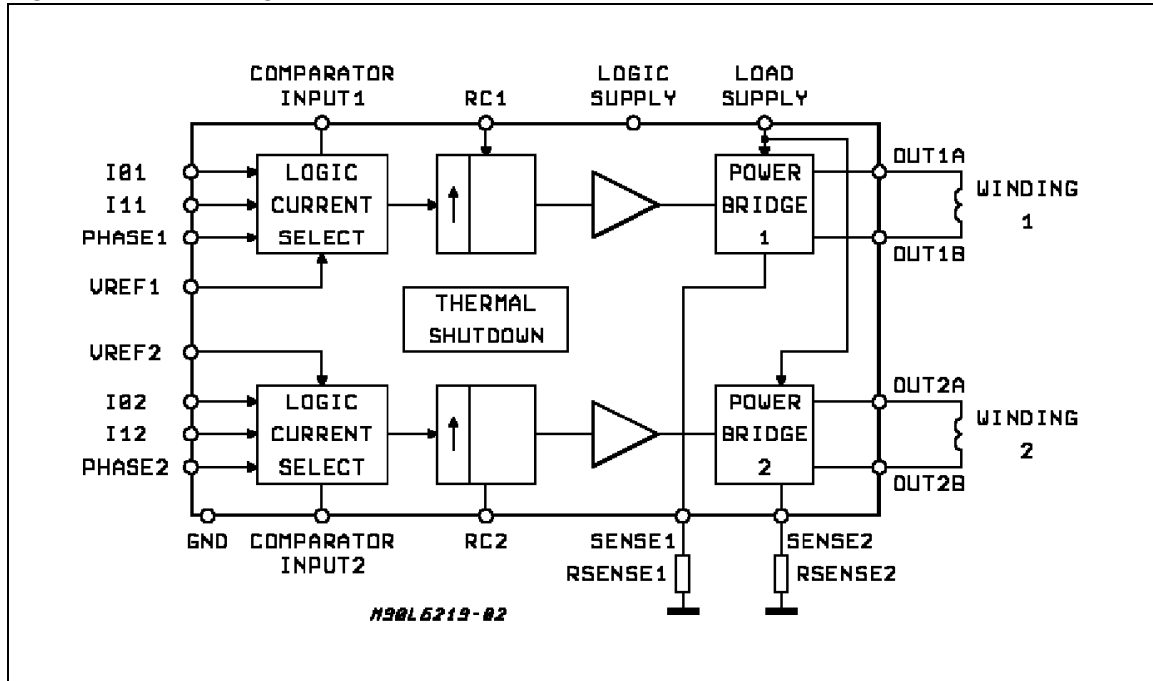 COMPARATOR
INPUT1
RC1
LOGIC
SUPPLY
LOAD
SUPPLY
I01
I11
PHASE1
VREF1
LOGIC
CURRENT
SELECT
↑
POWER
BRIDGE
1
OUT1A
OUT1B
WINDING
1
THERMAL
SHUTDOWN
VREF2
I02
I12
PHASE2
LOGIC
CURRENT
SELECT
↑
POWER
BRIDGE
2
OUT2A
OUT2B
WINDING
2
GND
COMPARATOR
INPUT2
RC2
SENSE1
SENSE2
RSENSE1
RSENSE2
M90L6219-02